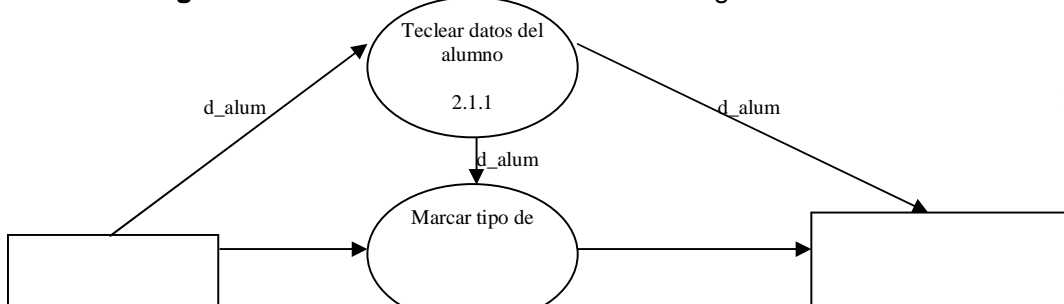 Teclear datos del
alumno
2.1.1
d_alum
d_alum
d_alum
Marcar tipo de